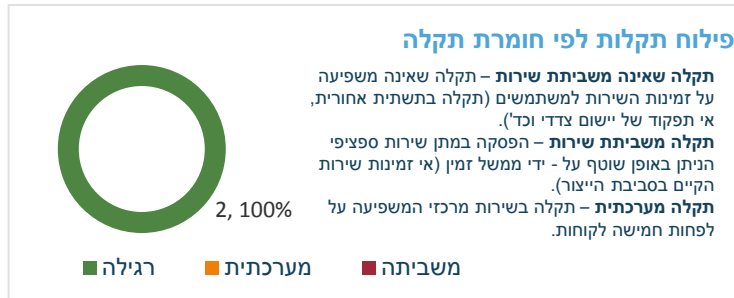 פילוח תקלות לפי חומרת תקלה
תקלה שאינה משביתת שירות – תקלה שאינה משפיעה
על זמינות השירות למשתמשים (תקלה בתשתית אחורית,
אי תפקוד של יישום צדדי וכד').
תקלה משביתת שירות – הפסקה במתן שירות ספציפי
הניתן באופן שוטף על - ידי ממשל זמין (אי זמינות שירות
הקיים בסביבת הייצור).
תקלה מערכתית – תקלה בשירות מרכזי המשפיעה על
לפחות חמישה לקוחות.
2, 100%
משביתה מערכתית רגילה